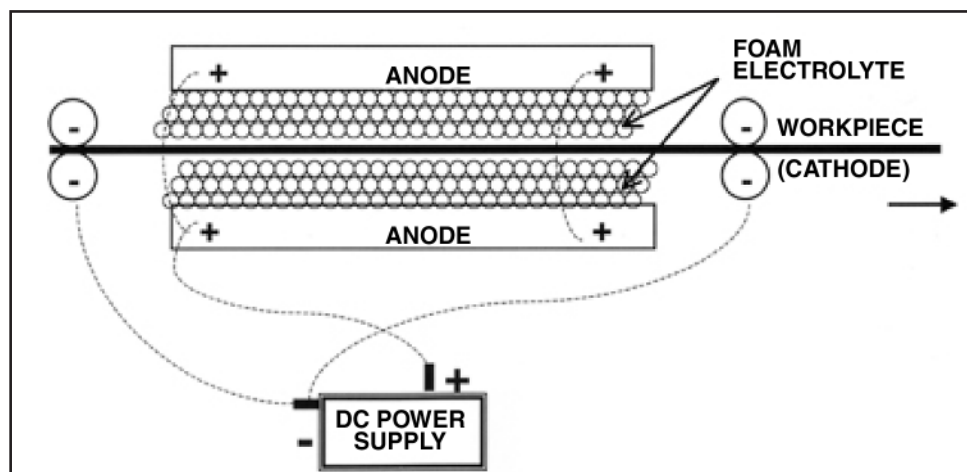 FOAM
ELECTROLYTE
+ ANODE +
- -
WORKPIECE
(CATHODE)
- -
+ ANODE +
+
-
DC POWER
SUPPLY